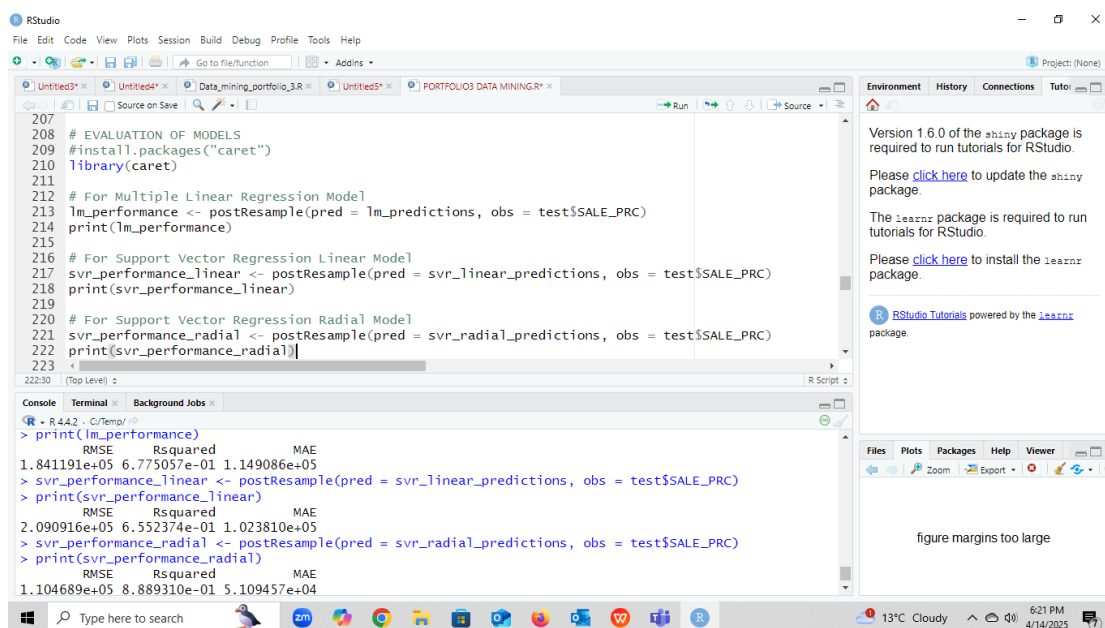 RStudio
File Edit Code View Plots Session Build Debug Profile Tools Help
Go to file/function Addins Project: (None)
Untitled3* Untitled4* Data_mining_portfolio_3.R Untitled5* PORTFOLIO3 DATA MINING.R*
Source on Save Run Source
207
208 # EVALUATION OF MODELS
209 #install.packages("caret")
210 library(caret)
211
212 # For Multiple Linear Regression Model
213 lm_performance <- postResample(pred = lm_predictions, obs = test$SALE_PRC)
214 print(lm_performance)
215
216 # For Support Vector Regression Linear Model
217 svr_performance_linear <- postResample(pred = svr_linear_predictions, obs = test$SALE_PRC)
218 print(svr_performance_linear)
219
220 # For Support Vector Regression Radial Model
221 svr_performance_radial <- postResample(pred = svr_radial_predictions, obs = test$SALE_PRC)
222 print(svr_performance_radial)
223
222:30 (Top Level) R Script
Console Terminal Background Jobs
R 4.4.2 · C:/Temp/
> print(lm_performance)
RMSE Rsquared MAE
1.841191e+05 6.775057e-01 1.149086e+05
> svr_performance_linear <- postResample(pred = svr_linear_predictions, obs = test$SALE_PRC)
> print(svr_performance_linear)
RMSE Rsquared MAE
2.090916e+05 6.552374e-01 1.023810e+05
> svr_performance_radial <- postResample(pred = svr_radial_predictions, obs = test$SALE_PRC)
> print(svr_performance_radial)
RMSE Rsquared MAE
1.104689e+05 8.889310e-01 5.109457e+04
Environment History Connections Tutor
Version 1.6.0 of the shiny package is
required to run tutorials for RStudio.
Please click here to update the shiny
package.
The learnr package is required to run
tutorials for RStudio.
Please click here to install the learnr
package.
RStudio Tutorials powered by the learnr
package.
Files Plots Packages Help Viewer
Zoom Export
figure margins too large
Type here to search
zm
13°C Cloudy
6:21 PM
4/14/2025